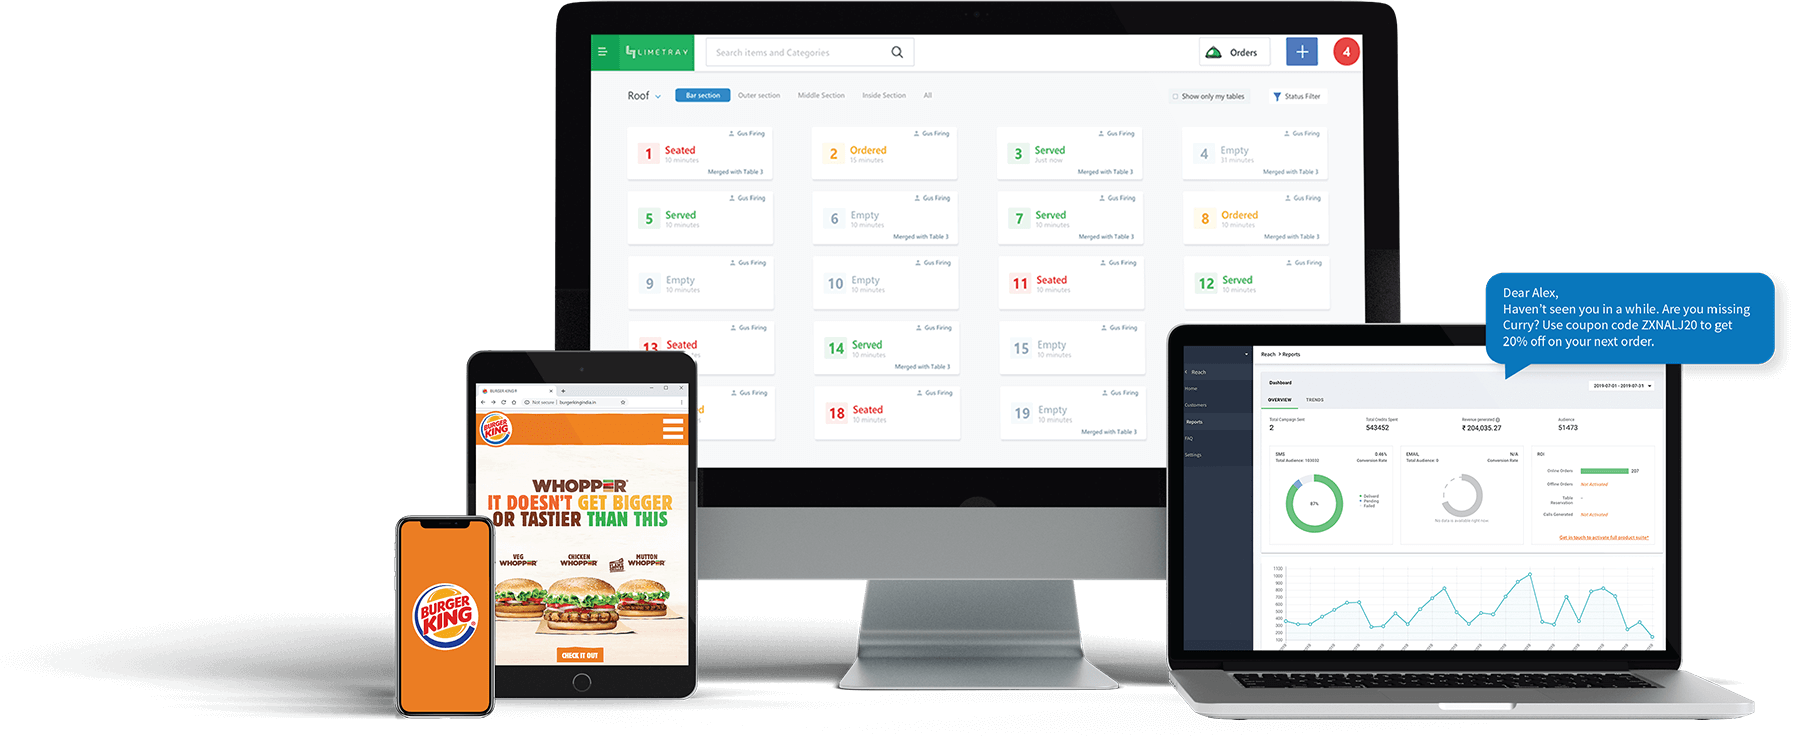 LIMETRAY
Search items and Categories
Orders
+
4
Roof
Bar section
Outer section
Middle Section
Inside Section
All
Show only my tables
Status Filter
Gus Firing
1
Seated
10 minutes
Merged with Table 3
Gus Firing
2
Ordered
15 minutes
Gus Firing
3
Served
Just now
Merged with Table 3
Gus Firing
4
Empty
31 minutes
Merged with Table 3
Gus Firing
5
Served
10 minutes
Gus Firing
6
Empty
10 minutes
Merged with Table 3
Gus Firing
7
Served
10 minutes
Merged with Table 3
Gus Firing
8
Ordered
10 minutes
Merged with Table 3
Gus Firing
9
Empty
10 minutes
Gus Firing
10
Empty
10 minutes
Gus Firing
11
Seated
10 minutes
Gus Firing
12
Served
10 minutes
Gus Firing
13
Seated
10 minutes
Gus Firing
14
Served
10 minutes
Merged with Table 3
Gus Firing
15
Empty
10 minutes
Gus Firing
Gus Firing
18
Seated
10 minutes
Gus Firing
19
Empty
10 minutes
Merged with Table 3
BURGER KING
Not secure | burgerkingindia.in
BURGER
KING
WHOPPER
IT DOESN'T GET BIGGER
OR TASTIER THAN THIS
VEG
WHOPPER
CHICKEN
WHOPPER
MUTTON
WHOPPER
CHECK IT OUT
BURGER
KING
Dear Alex,
Haven't seen you in a while. Are you missing
Curry? Use coupon code ZXNALJ20 to get
20% off on your next order.
Reach > Reports
Reach
Home
Customers
Reports
FAQ
Settings
Dashboard
2019-07-01 - 2019-07-31
OVERVIEW
TRENDS
Total Campaign Sent
2
Total Credits Spent
543452
Revenue generated
₹ 204,035.27
Audience
51473
SMS
Total Audience: 103032
0.46%
Conversion Rate
87%
Delivered
Pending
Failed
EMAIL
Total Audience: 0
N/A
Conversion Rate
No data is available right now
ROI
Online Orders
207
Offline Orders
Not Activated
Table
Reservation
-
Calls Generated
Not Activated
Get in touch to activate full product suite*
1100
1000
900
800
700
600
500
400
300
200
100